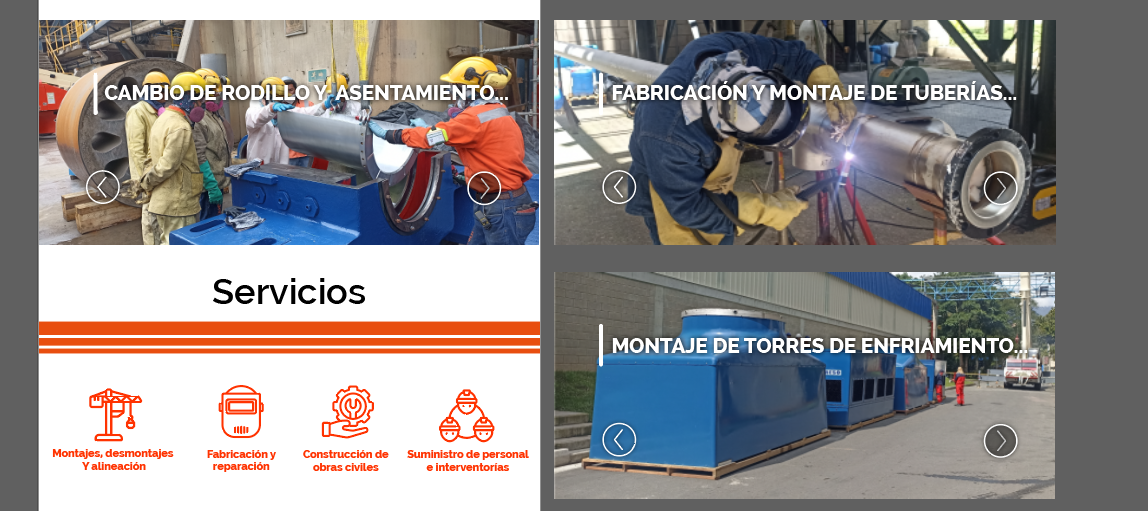 CAMBIO DE RODILLO Y  ASENTAMIENTO...
FABRICACIÓN Y MONTAJE DE TUBERÍAS...
MONTAJE DE TORRES DE ENFRIAMIENTO...
Servicios
Montajes, desmontajes
Y alineación
Fabricación y
reparación
Construcción de
obras civiles
Suministro de personal
e interventorías